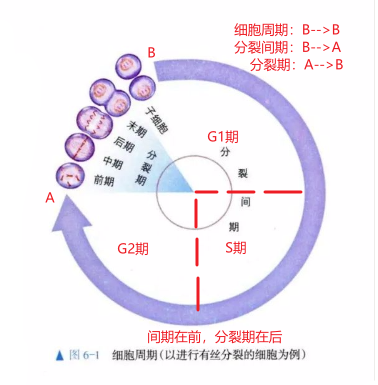 细胞周期：B-->B
分裂间期：B-->A
分裂期：A-->B
B
子细胞
末期
后期
中期
前期
分裂期
A
G1期
分裂间期
G2期
S期
间期在前，分裂期在后
▲ 图 6-1 细胞周期（以进行有丝分裂的细胞为例）